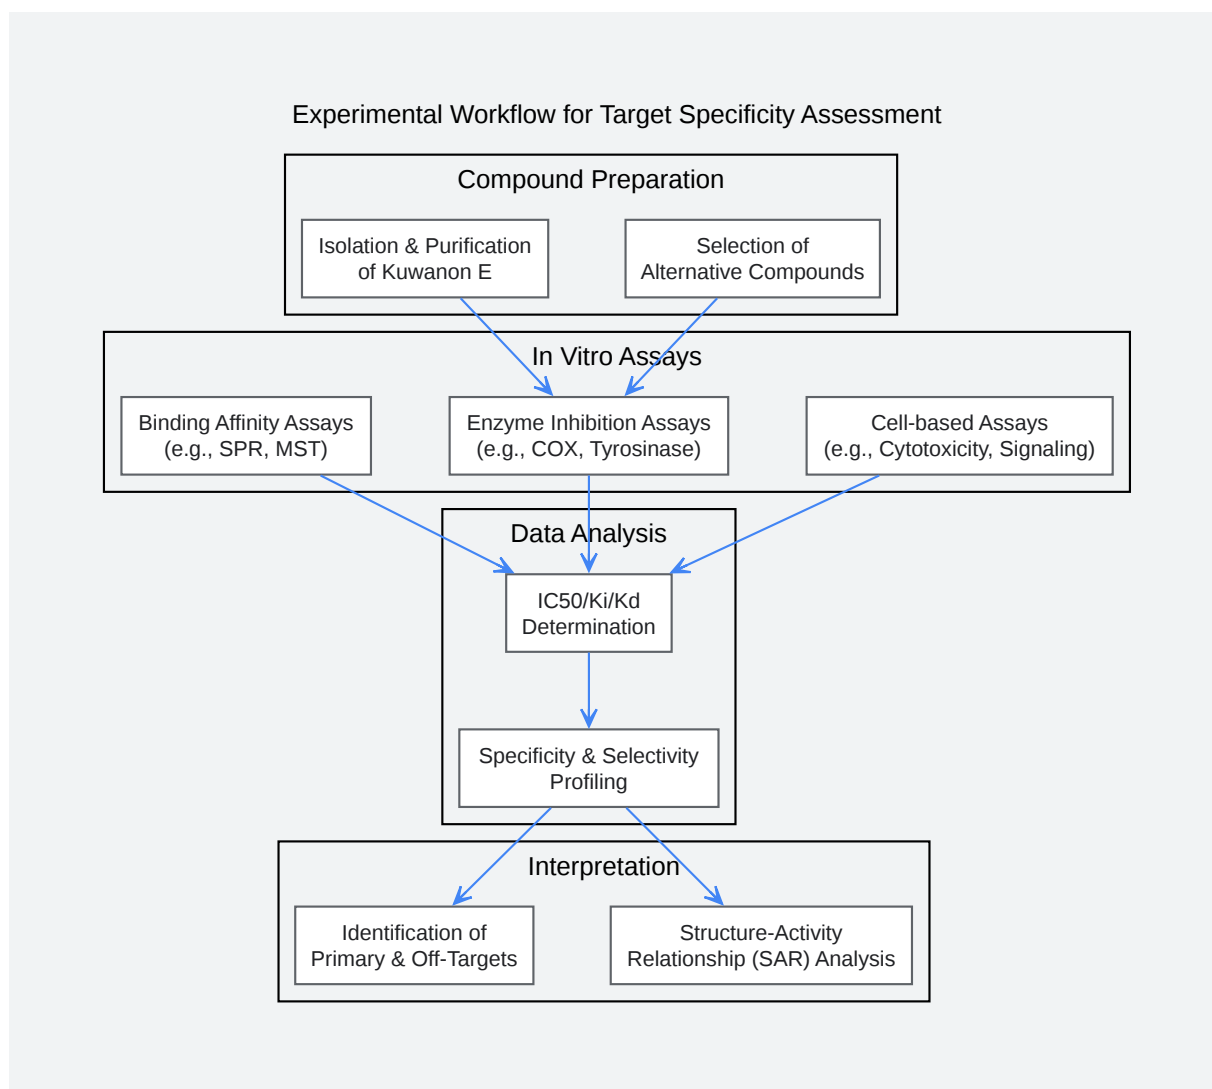 Experimental Workflow for Target Specificity Assessment
Compound Preparation
Isolation & Purification
of Kuwanon E
Selection of
Alternative Compounds
In Vitro Assays
Binding Affinity Assays
(e.g., SPR, MST)
Enzyme Inhibition Assays
(e.g., COX, Tyrosinase)
Cell-based Assays
(e.g., Cytotoxicity, Signaling)
Data Analysis
IC50/Ki/Kd
Determination
Specificity & Selectivity
Profiling
Interpretation
Identification of
Primary & Off-Targets
Structure-Activity
Relationship (SAR) Analysis